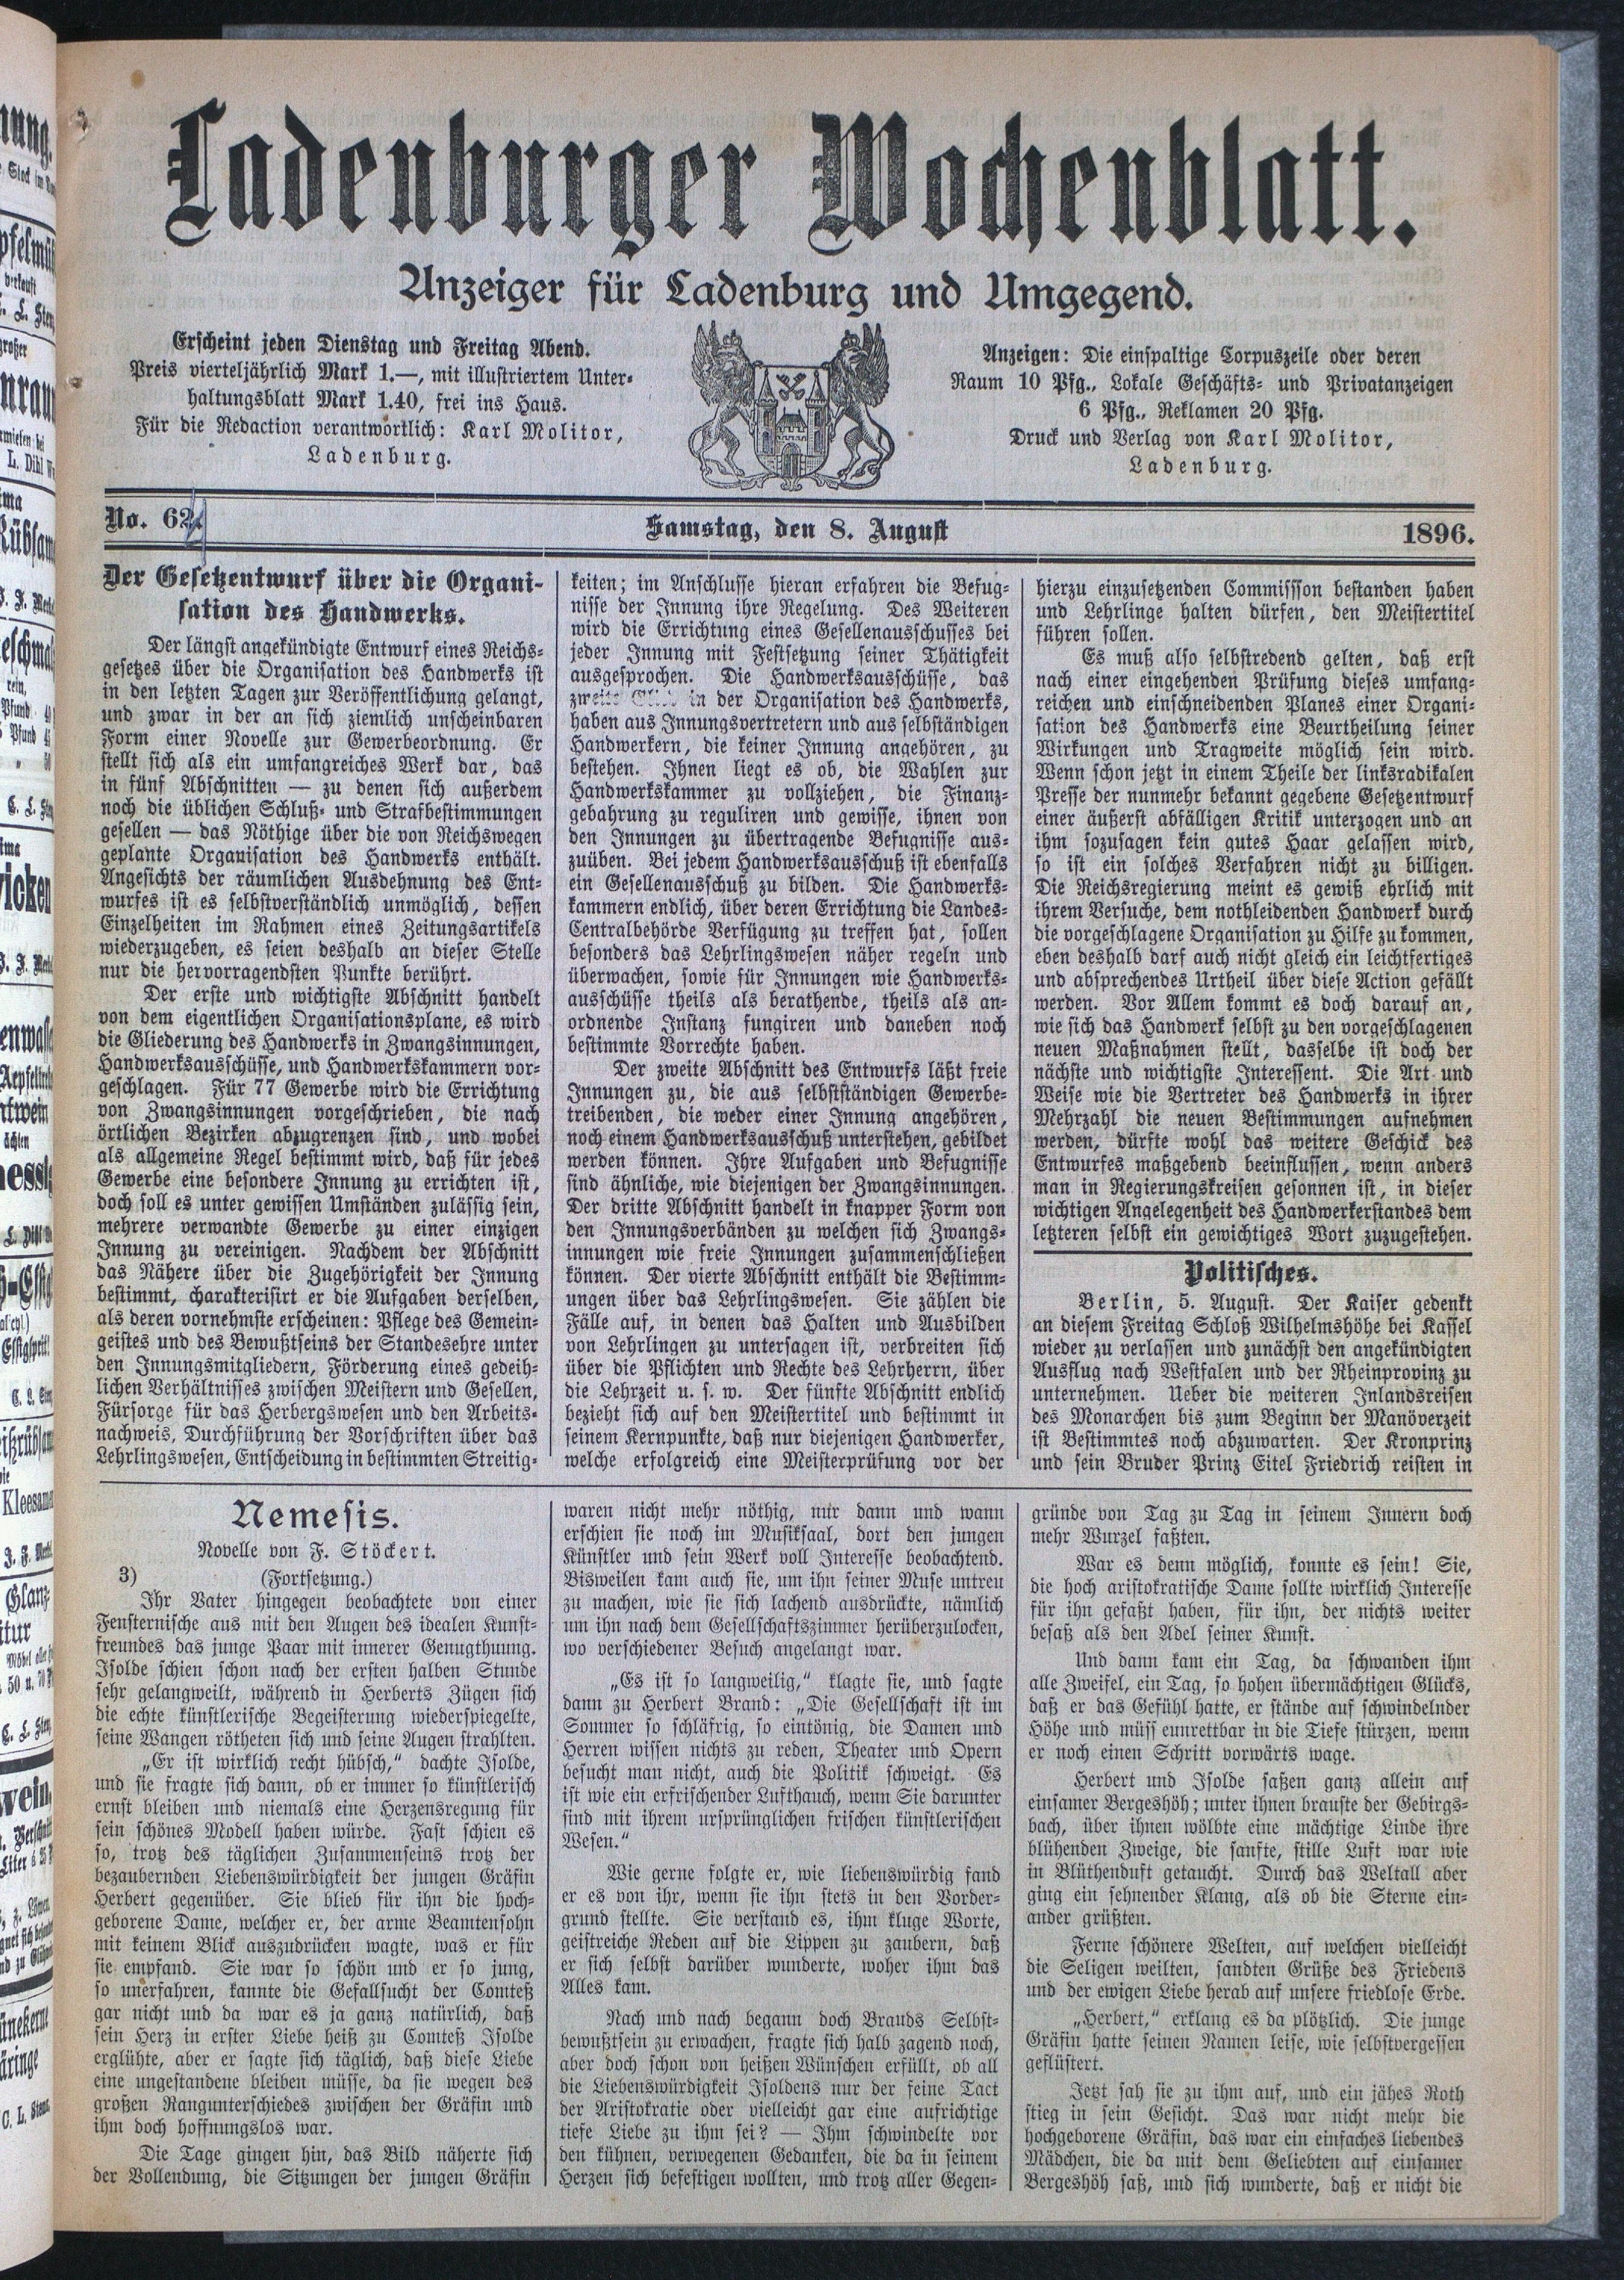 Ladenburger Wochenblatt.
Anzeiger für Ladenburg und Umgegend.
Erscheint jeden Dienstag und Freitag Abend.
Preis vierteljährlich Mark 1.—, mit illustriertem Unter-
haltungsblatt Mark 1.40, frei ins Haus.
Für die Redaction verantwortlich: Karl Molitor,
Ladenburg.
Anzeigen: Die einspaltige Corpuszeile oder deren
Raum 10 Pfg., Lokale Geschäfts- und Privatanzeigen
6 Pfg., Reklamen 20 Pfg.
Druck und Verlag von Karl Molitor,
Ladenburg.
No. 62
Samstag, den 8. August
1896.
Der Gesetzentwurf über die Organi-
sation des Handwerks.
Der längst angekündigte Entwurf eines Reichs-
gesetzes über die Organisation des Handwerks ist
in den letzten Tagen zur Veröffentlichung gelangt,
und zwar in der an sich ziemlich unscheinbaren
Form einer Novelle zur Gewerbeordnung. Er
stellt sich als ein umfangreiches Werk dar, das
in fünf Abschnitten — zu denen sich außerdem
noch die üblichen Schluß- und Strafbestimmungen
gesellen — das Nöthige über die von Reichswegen
geplante Organisation des Handwerks enthält.
Angesichts der räumlichen Ausdehnung des Ent-
wurfes ist es selbstverständlich unmöglich, dessen
Einzelheiten im Rahmen eines Zeitungsartikels
wiederzugeben, es seien deshalb an dieser Stelle
nur die hervorragendsten Punkte berührt.
Der erste und wichtigste Abschnitt handelt
von dem eigentlichen Organisationsplane, es wird
die Gliederung des Handwerks in Zwangsinnungen,
Handwerksausschüsse, und Handwerkskammern vor-
geschlagen. Für 77 Gewerbe wird die Errichtung
von Zwangsinnungen vorgeschrieben, die nach
örtlichen Bezirken abzugrenzen sind, und wobei
als allgemeine Regel bestimmt wird, daß für jedes
Gewerbe eine besondere Innung zu errichten ist,
doch soll es unter gewissen Umständen zulässig sein,
mehrere verwandte Gewerbe zu einer einzigen
Innung zu vereinigen. Nachdem der Abschnitt
das Nähere über die Zugehörigkeit der Innung
bestimmt, charakterisirt er die Aufgaben derselben,
als deren vornehmste erscheinen: Pflege des Gemein-
geistes und des Bewußtseins der Standesehre unter
den Innungsmitgliedern, Förderung eines gedeih-
lichen Verhältnisses zwischen Meistern und Gesellen,
Fürsorge für das Herbergswesen und den Arbeits-
nachweis, Durchführung der Vorschriften über das
Lehrlingswesen, Entscheidung in bestimmten Streitig-
keiten; im Anschlusse hieran erfahren die Befug-
nisse der Innung ihre Regelung. Des Weiteren
wird die Errichtung eines Gesellenausschusses bei
jeder Innung mit Festsetzung seiner Thätigkeit
ausgesprochen. Die Handwerksausschüsse, das
zweite in der Organisation des Handwerks,
haben aus Innungsvertretern und aus selbständigen
Handwerkern, die keiner Innung angehören, zu
bestehen. Ihnen liegt es ob, die Wahlen zur
Handwerkskammer zu vollziehen, die Finanz-
gebahrung zu reguliren und gewisse, ihnen von
den Innungen zu übertragende Befugnisse aus-
zuüben. Bei jedem Handwerksausschuß ist ebenfalls
ein Gesellenausschuß zu bilden. Die Handwerks-
kammern endlich, über deren Errichtung die Landes-
Centralbehörde Verfügung zu treffen hat, sollen
besonders das Lehrlingswesen näher regeln und
überwachen, sowie für Innungen wie Handwerks-
ausschüsse theils als berathende, theils als an-
ordnende Instanz fungiren und daneben noch
bestimmte Vorrechte haben.
Der zweite Abschnitt des Entwurfs läßt freie
Innungen zu, die aus selbstständigen Gewerbe-
treibenden, die weder einer Innung angehören,
noch einem Handwerksausschuß unterstehen, gebildet
werden können. Ihre Aufgaben und Befugnisse
sind ähnliche, wie diejenigen der Zwangsinnungen.
Der dritte Abschnitt handelt in knapper Form von
den Innungsverbänden zu welchen sich Zwangs-
innungen wie freie Innungen zusammenschließen
können. Der vierte Abschnitt enthält die Bestimm-
ungen über das Lehrlingswesen. Sie zählen die
Fälle auf, in denen das Halten und Ausbilden
von Lehrlingen zu untersagen ist, verbreiten sich
über die Pflichten und Rechte des Lehrherrn, über
die Lehrzeit u. s. w. Der fünfte Abschnitt endlich
bezieht sich auf den Meistertitel und bestimmt in
seinem Kernpunkte, daß nur diejenigen Handwerker,
welche erfolgreich eine Meisterprüfung vor der
hierzu einzusetzenden Commissson bestanden haben
und Lehrlinge halten dürfen, den Meistertitel
führen sollen.
Es muß also selbstredend gelten, daß erst
nach einer eingehenden Prüfung dieses umfang-
reichen und einschneidenden Planes einer Organi-
sation des Handwerks eine Beurtheilung seiner
Wirkungen und Tragweite möglich sein wird.
Wenn schon jetzt in einem Theile der linksradikalen
Presse der nunmehr bekannt gegebene Gesetzentwurf
einer äußerst abfälligen Kritik unterzogen und an
ihm sozusagen kein gutes Haar gelassen wird,
so ist ein solches Verfahren nicht zu billigen.
Die Reichsregierung meint es gewiß ehrlich mit
ihrem Versuche, dem nothleidenden Handwerk durch
die vorgeschlagene Organisation zu Hilfe zu kommen,
eben deshalb darf auch nicht gleich ein leichtfertiges
und absprechendes Urtheil über diese Action gefällt
werden. Vor Allem kommt es doch darauf an,
wie sich das Handwerk selbst zu den vorgeschlagenen
neuen Maßnahmen stellt, dasselbe ist doch der
nächste und wichtigste Interessent. Die Art und
Weise wie die Vertreter des Handwerks in ihrer
Mehrzahl die neuen Bestimmungen aufnehmen
werden, dürfte wohl das weitere Geschick des
Entwurfes maßgebend beeinflussen, wenn anders
man in Regierungskreisen gesonnen ist, in dieser
wichtigen Angelegenheit des Handwerkerstandes dem
letzteren selbst ein gewichtiges Wort zuzugestehen.
Politisches.
Berlin, 5. August. Der Kaiser gedenkt
an diesem Freitag Schloß Wilhelmshöhe bei Kassel
wieder zu verlassen und zunächst den angekündigten
Ausflug nach Westfalen und der Rheinprovinz zu
unternehmen. Ueber die weiteren Inlandsreisen
des Monarchen bis zum Beginn der Manöverzeit
ist Bestimmtes noch abzuwarten. Der Kronprinz
und sein Bruder Prinz Eitel Friedrich reisten in
Nemesis.
Novelle von F. Stöckert.
3) (Fortsetzung.)
Ihr Vater hingegen beobachtete von einer
Fensternische aus mit den Augen des idealen Kunst-
freundes das junge Paar mit innerer Genugthuung.
Isolde schien schon nach der ersten halben Stunde
sehr gelangweilt, während in Herberts Zügen sich
die echte künstlerische Begeisterung wiederspiegelte,
seine Wangen rötheten sich und seine Augen strahlten.
„Er ist wirklich recht hübsch,“ dachte Isolde,
und sie fragte sich dann, ob er immer so künstlerisch
ernst bleiben und niemals eine Herzensregung für
sein schönes Modell haben würde. Fast schien es
so, trotz des täglichen Zusammenseins trotz der
bezaubernden Liebenswürdigkeit der jungen Gräfin
Herbert gegenüber. Sie blieb für ihn die hoch-
geborene Dame, welcher er, der arme Beamtensohn
mit keinem Blick auszudrücken wagte, was er für
sie empfand. Sie war so schön und er so jung,
so unerfahren, kannte die Gefallsucht der Comteß
gar nicht und da war es ja ganz natürlich, daß
sein Herz in erster Liebe heiß zu Comteß Isolde
erglühte, aber er sagte sich täglich, daß diese Liebe
eine ungestandene bleiben müsse, da sie wegen des
großen Rangunterschiedes zwischen der Gräfin und
ihm doch hoffnungslos war.
Die Tage gingen hin, das Bild näherte sich
der Vollendung, die Sitzungen der jungen Gräfin
waren nicht mehr nöthig, nur dann und wann
erschien sie noch im Musiksaal, dort den jungen
Künstler und sein Werk voll Interesse beobachtend.
Bisweilen kam auch sie, um ihn seiner Muse untreu
zu machen, wie sie sich lachend ausdrückte, nämlich
um ihn nach dem Gesellschaftszimmer herüberzulocken,
wo verschiedener Besuch angelangt war.
„Es ist so langweilig,“ klagte sie, und sagte
dann zu Herbert Brand: „Die Gesellschaft ist im
Sommer so schläfrig, so eintönig, die Damen und
Herren wissen nichts zu reden, Theater und Opern
besucht man nicht, auch die Politik schweigt. Es
ist wie ein erfrischender Lufthauch, wenn Sie darunter
sind mit ihrem ursprünglichen frischen künstlerischen
Wesen.“
Wie gerne folgte er, wie liebenswürdig fand
er es von ihr, wenn sie ihn stets in den Vorder-
grund stellte. Sie verstand es, ihm kluge Worte,
geistreiche Reden auf die Lippen zu zaubern, daß
er sich selbst darüber wunderte, woher ihm das
Alles kam.
Nach und nach begann doch Brands Selbst-
bewußtsein zu erwachen, fragte sich halb zagend noch,
aber doch schon von heißen Wünschen erfüllt, ob all
die Liebenswürdigkeit Isoldens nur der feine Tact
der Aristokratie oder vielleicht gar eine aufrichtige
tiefe Liebe zu ihm sei? — Ihm schwindelte vor
den kühnen, verwegenen Gedanken, die da in seinem
Herzen sich befestigen wollten, und trotz aller Gegen-
gründe von Tag zu Tag in seinem Innern doch
mehr Wurzel faßten.
War es denn möglich, konnte es sein! Sie,
die hoch aristokratische Dame sollte wirklich Interesse
für ihn gefaßt haben, für ihn, der nichts weiter
besaß als den Adel seiner Kunst.
Und dann kam ein Tag, da schwanden ihm
alle Zweifel, ein Tag, so hohen übermächtigen Glücks,
daß er das Gefühl hatte, er stände auf schwindelnder
Höhe und müss eunrettbar in die Tiefe stürzen, wenn
er noch einen Schritt vorwärts wage.
Herbert und Isolde saßen ganz allein auf
einsamer Bergeshöh; unter ihnen brauste der Gebirgs-
bach, über ihnen wölbte eine mächtige Linde ihre
blühenden Zweige, die sanfte, stille Luft war wie
in Blüthenduft getaucht. Durch das Weltall aber
ging ein sehnender Klang, als ob die Sterne ein-
ander grüßten.
Ferne schönere Welten, auf welchen vielleicht
die Seligen weilten, sandten Grüße des Friedens
und der ewigen Liebe herab auf unsere friedlose Erde.
„Herbert,“ erklang es da plötzlich. Die junge
Gräfin hatte seinen Namen leise, wie selbstvergessen
geflüstert.
Jetzt sah sie zu ihm auf, und ein jähes Roth
stieg in sein Gesicht. Das war nicht mehr die
hochgeborene Gräfin, das war ein einfaches liebendes
Mädchen, die da mit dem Geliebten auf einsamer
Bergeshöh saß, und sich wunderte, daß er nicht die